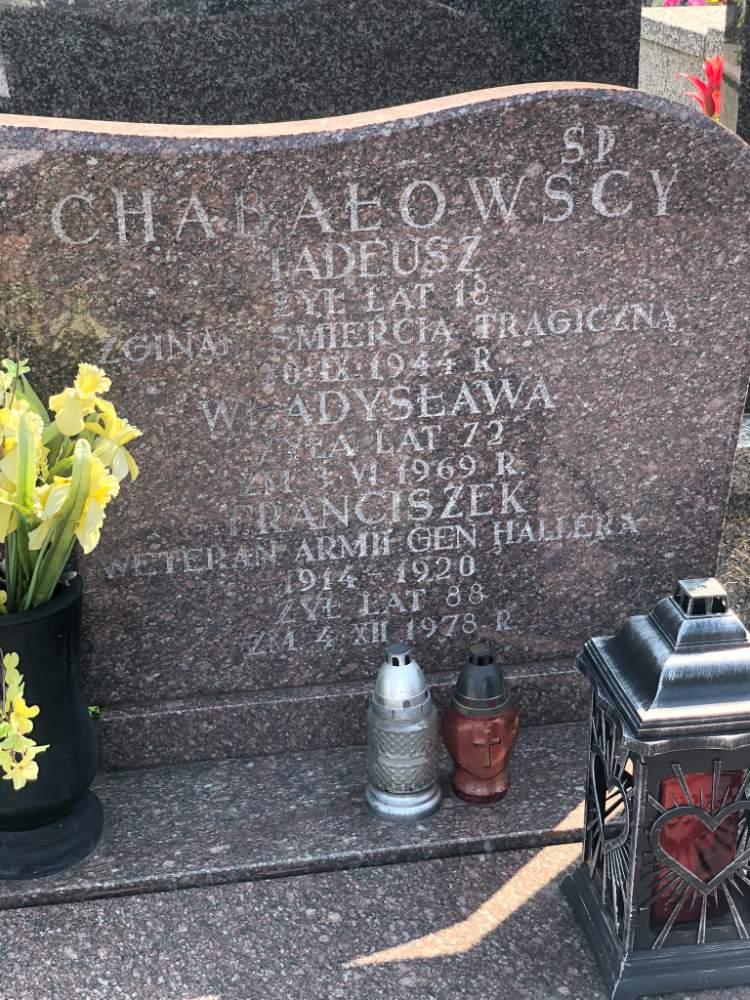 ŚP.
CHABAŁOWSCY
TADEUSZ
ŻYŁ LAT 18
ZGINĄŁ ŚMIERCIĄ TRAGICZNĄ
IX 1944 R.
WŁADYSŁAWA
ŻYŁA LAT 72
ZM VI 1969 R.
FRANCISZEK
WETERAN ARMII GEN HALLERA
1914 - 1920
ŻYŁ LAT 88
ZM 4 XII 1978 R